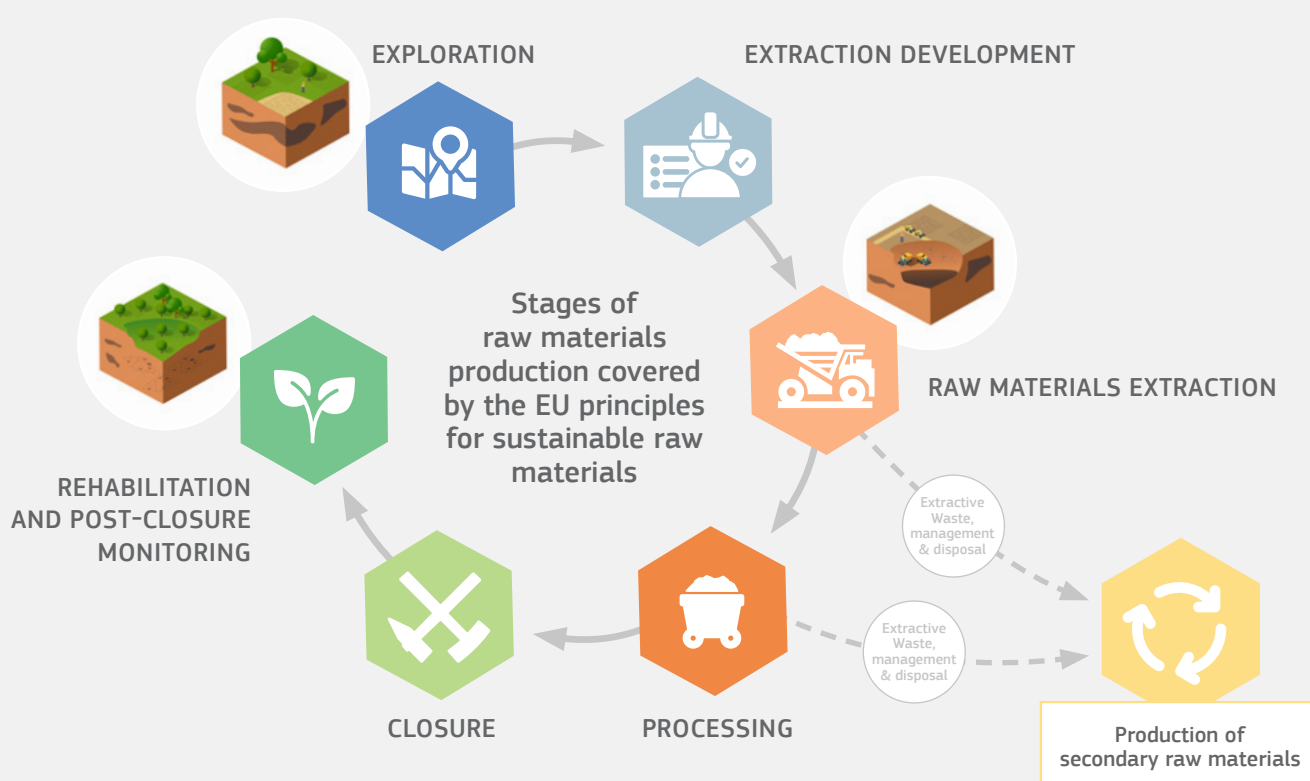 EXPLORATION
EXTRACTION DEVELOPMENT
Stages of
raw materials
production covered
by the EU principles
for sustainable raw
materials
RAW MATERIALS EXTRACTION
REHABILITATION
AND POST-CLOSURE
MONITORING
Extractive
Waste,
management
& disposal
Extractive
Waste,
management
& disposal
CLOSURE
PROCESSING
Production of
secondary raw materials